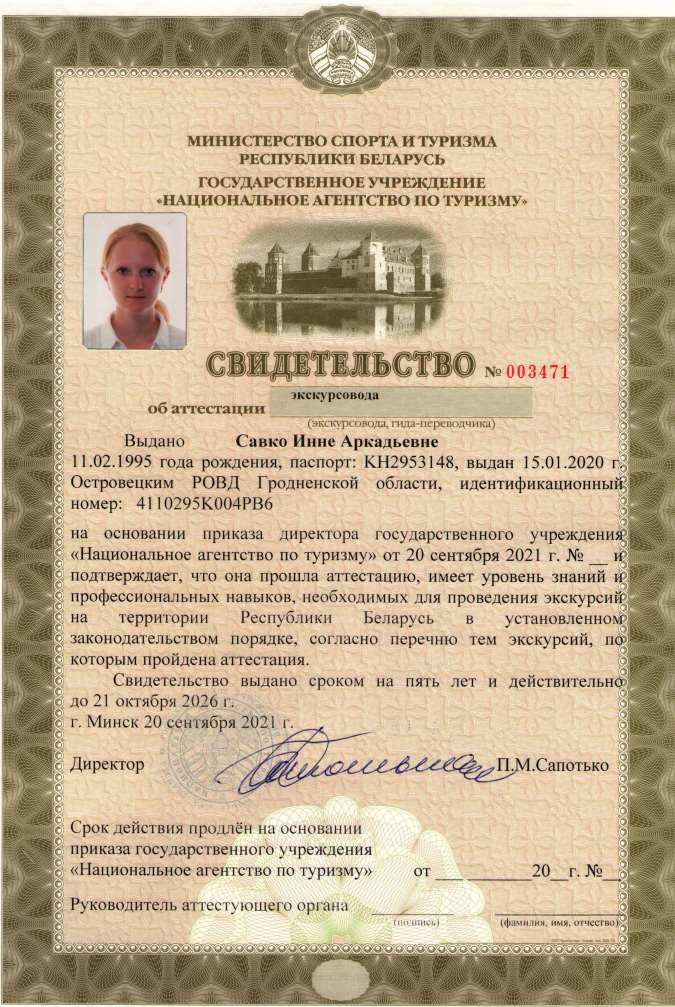 МИНИСТЕРСТВО СПОРТА И ТУРИЗМА
РЕСПУБЛИКИ БЕЛАРУСЬ
ГОСУДАРСТВЕННОЕ УЧРЕЖДЕНИЕ
«НАЦИОНАЛЬНОЕ АГЕНТСТВО ПО ТУРИЗМУ»
СВИДЕТЕЛЬСТВО № 003471
экскурсовода
об аттестации
(экскурсовода, гида-переводчика)
Выдано Савко Инне Аркадьевне
11.02.1995 года рождения, паспорт: KH2953148, выдан 15.01.2020 г.
Островецким РОВД Гродненской области, идентификационный
номер: 4110295K004PB6
на основании приказа директора государственного учреждения
«Национальное агентство по туризму» от 20 сентября 2021 г. № __ и
подтверждает, что она прошла аттестацию, имеет уровень знаний и
профессиональных навыков, необходимых для проведения экскурсий
на территории Республики Беларусь в установленном
законодательством порядке, согласно перечню тем экскурсий, по
которым пройдена аттестация.
Свидетельство выдано сроком на пять лет и действительно
до 21 октября 2026 г.
г. Минск 20 сентября 2021 г.
Директор П.М.Сапотько
Срок действия продлён на основании
приказа государственного учреждения
«Национальное агентство по туризму» от ___________20__г. №__
Руководитель аттестующего органа
(подпись) (фамилия, имя, отчество)